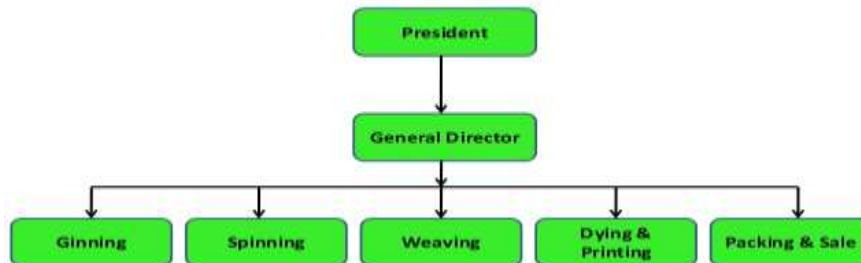 President
General Director
Ginning
Spinning
Weaving
Dying &
Printing
Packing & Sale